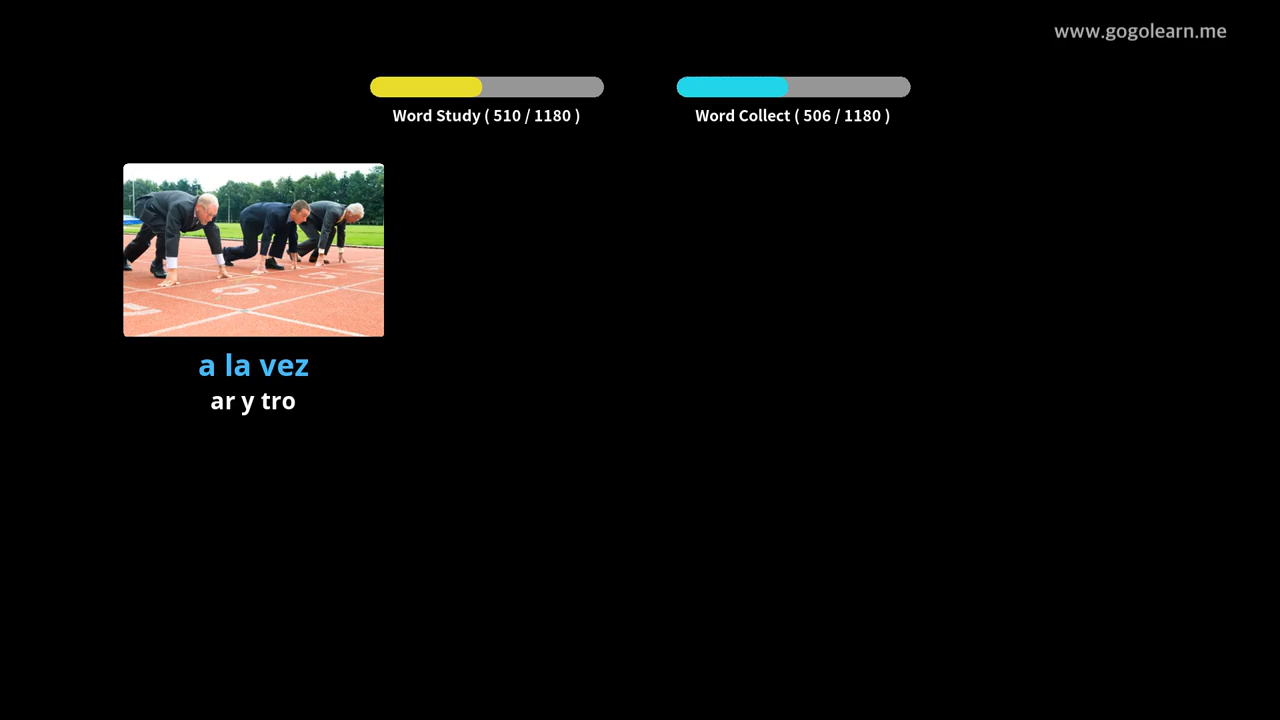 www.gogolearn.me
Word Study ( 510 / 1180 )
Word Collect ( 506 / 1180 )
a la vez
ar y tro